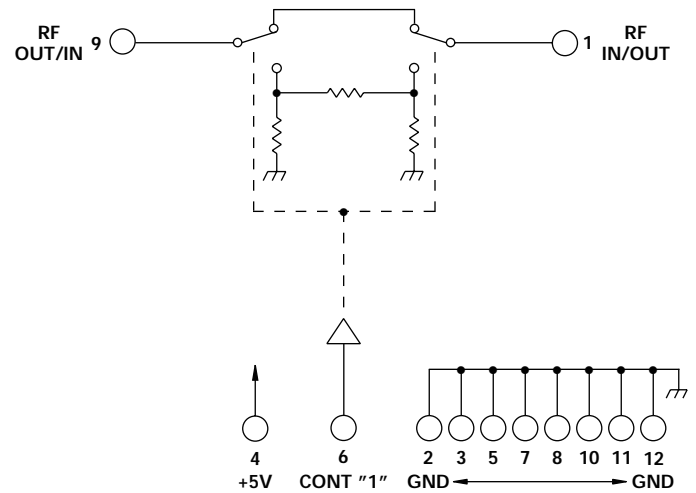 RF
OUT/IN
9
1
RF
IN/OUT
4
6
2 3 5 7 8 10 11 12
+5V
CONT "1"
GND
GND